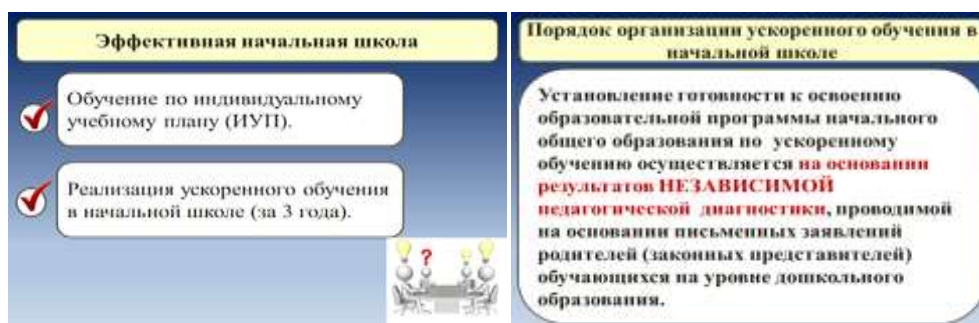 Эффективная начальная школа
Обучение по индивидуальному
учебному плану (ИУП).
Реализация ускоренного обучения
в начальной школе (за 3 года).
?
Порядок организации ускоренного обучения в
начальной школе
Установление готовности к освоению
образовательной программы начального
общего образования по ускоренному
обучению осуществляется на основании
результатов НЕЗАВИСИМОЙ
педагогической диагностики, проводимой
на основании письменных заявлений
родителей (законных представителей)
обучающихся на уровне дошкольного
образования.